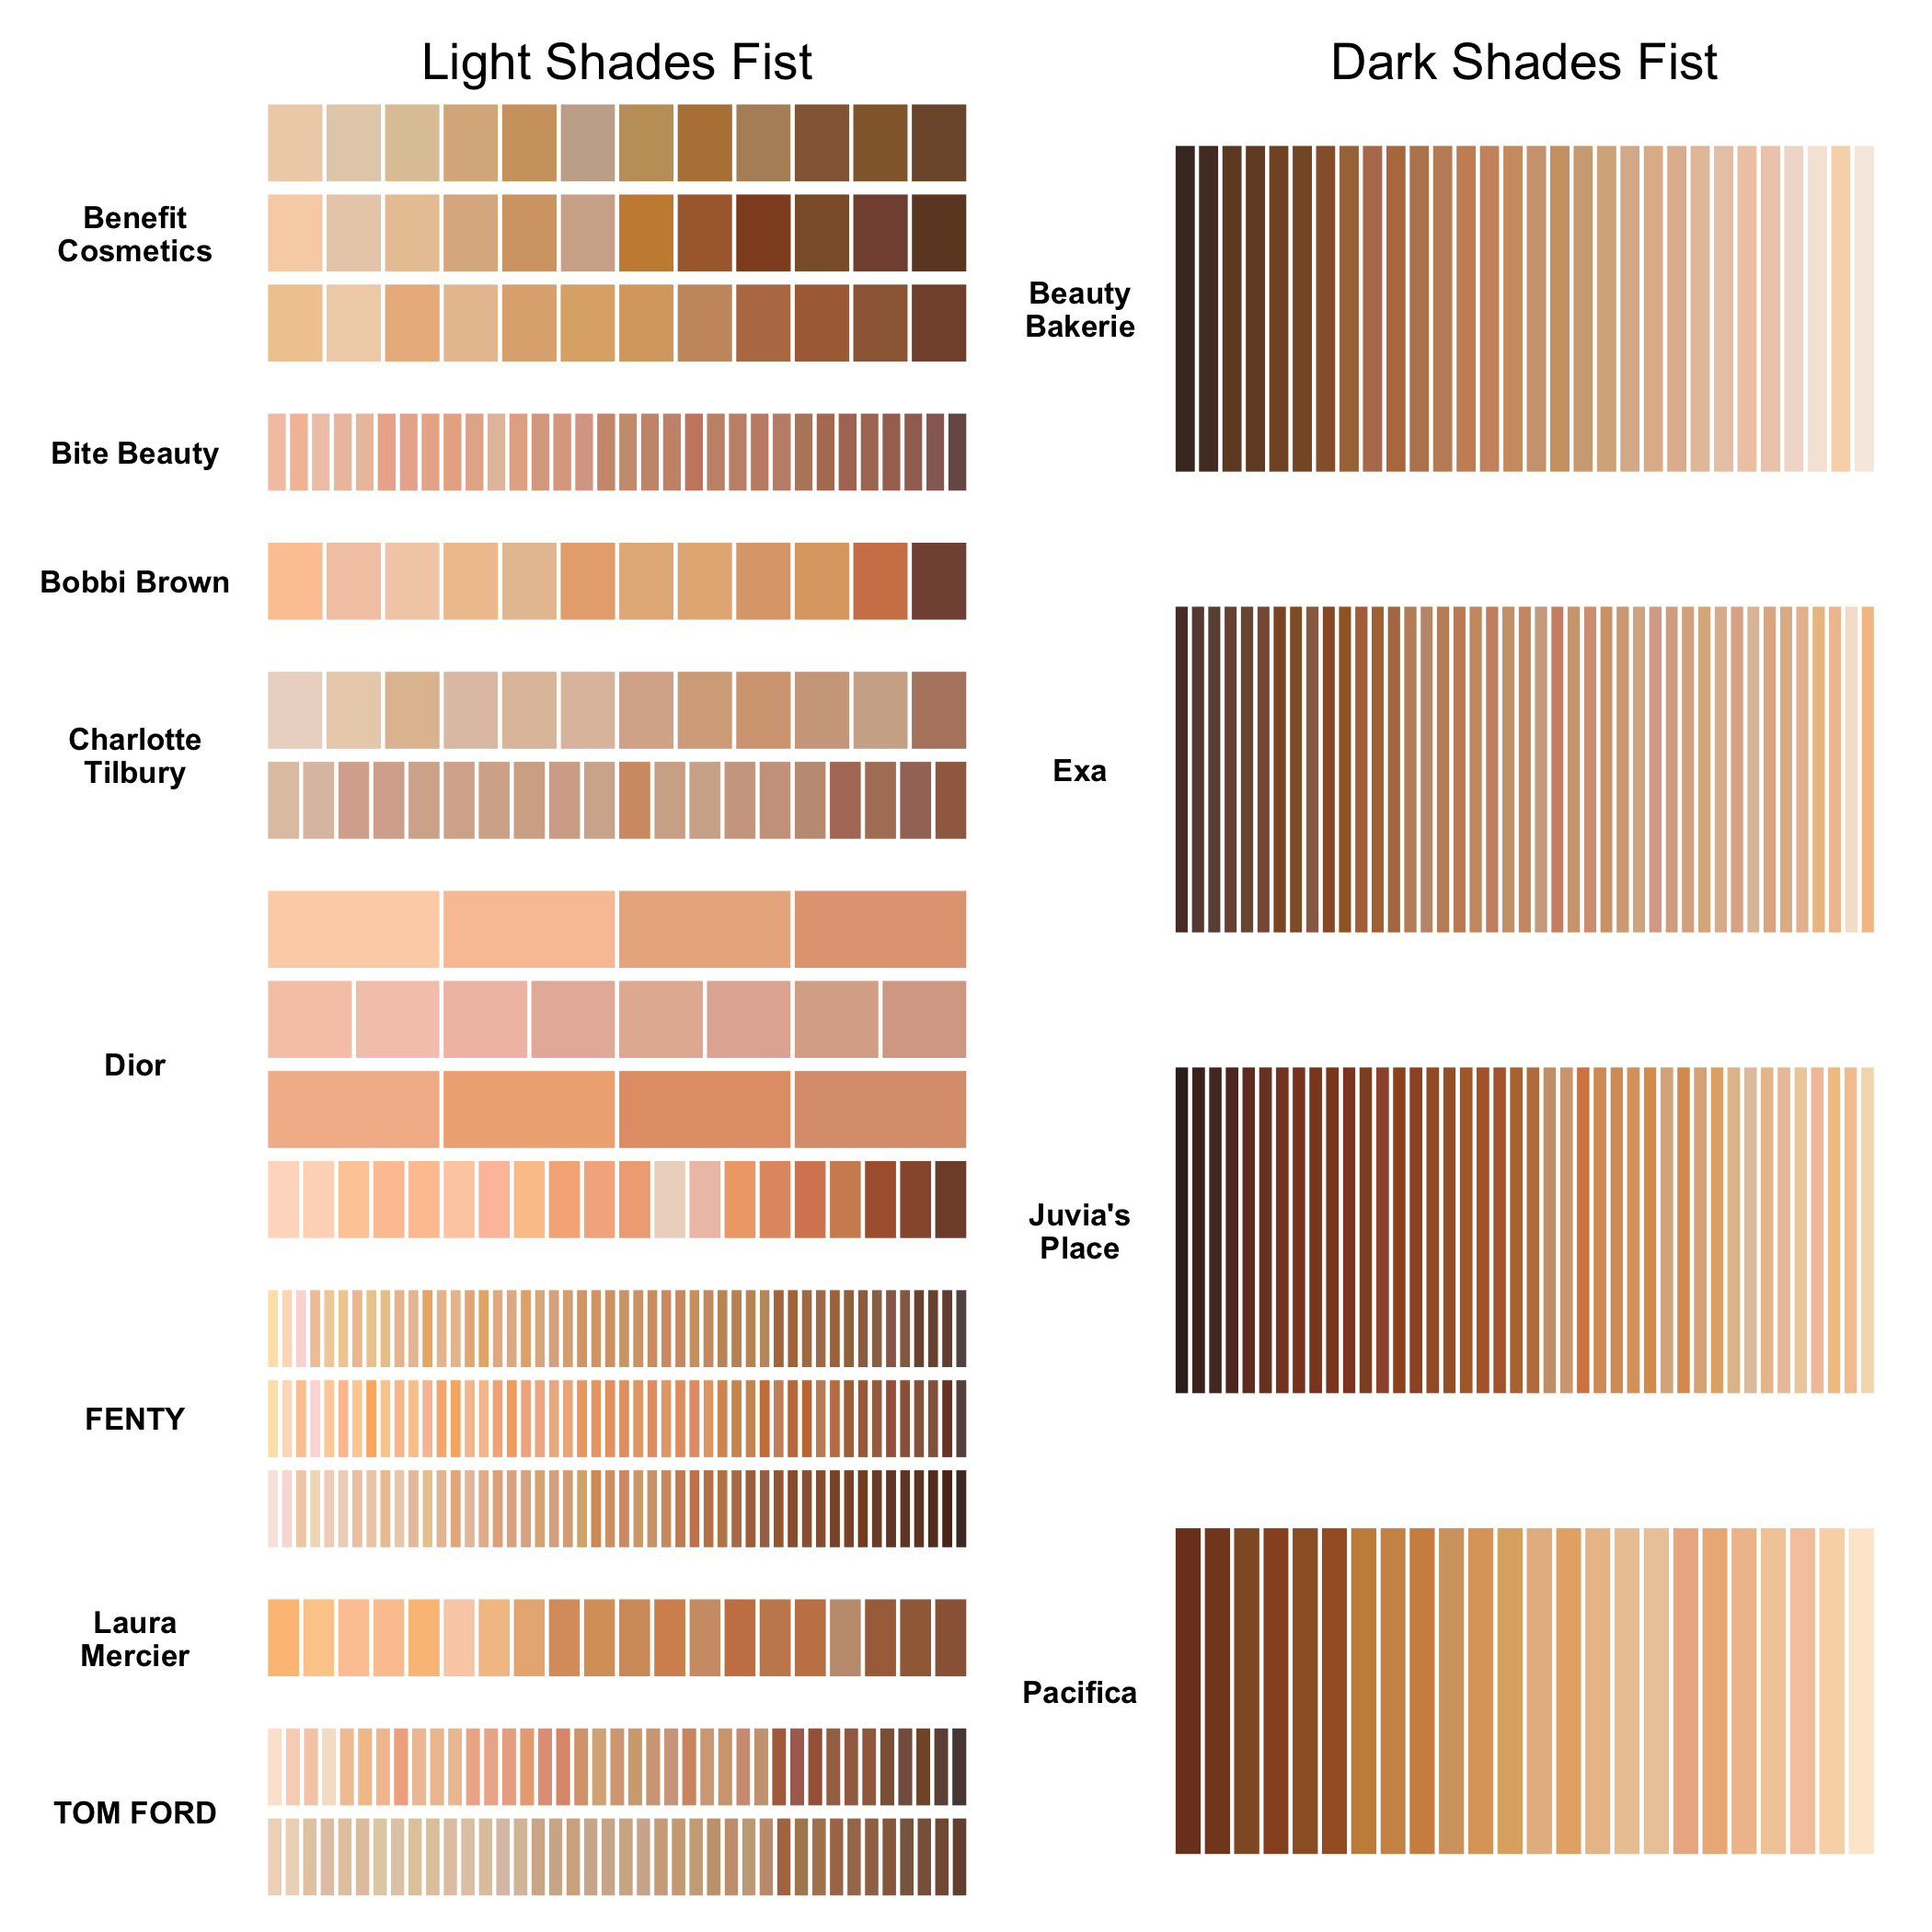 Light Shades Fist
Benefit
Cosmetics
Bite Beauty
Bobbi Brown
Charlotte
Tilbury
Dior
FENTY
Laura
Mercier
TOM FORD
Dark Shades Fist
Beauty
Bakerie
Exa
Juvia's
Place
Pacifica